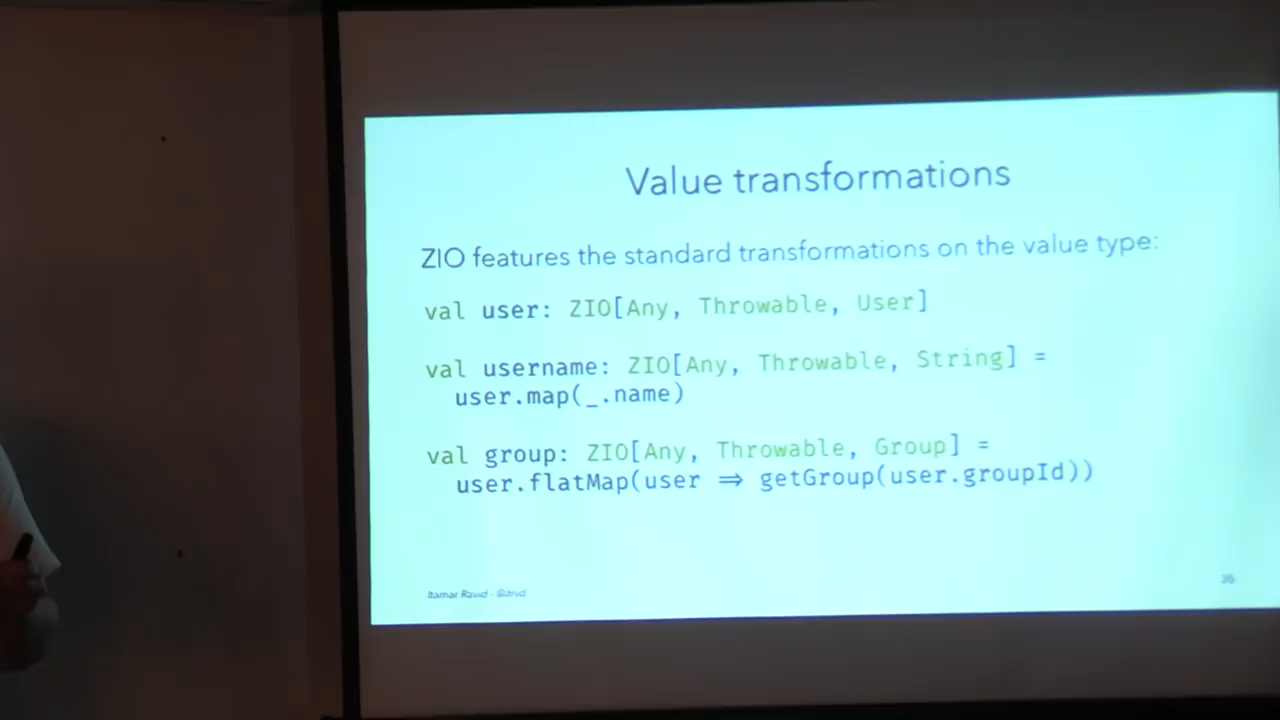 Value transformations
ZIO features the standard transformations on the value type:
val user: ZIO[Any, Throwable, User]
val username: ZIO[Any, Throwable, String] =
user.map(_.name)
val group: ZIO[Any, Throwable, Group] =
user.flatMap(user ⇒ getGroup(user.groupId))
Itamar Ravid -